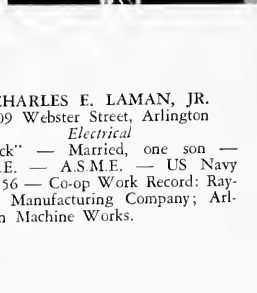 CHARLES E. LAMAN, JR.
09 Webster Street, Arlington
Electrical
ck" — Married, one son —
.E. — A.S.M.E. — US Navy
56 — Co-op Work Record: Ray-
Manufacturing Company; Arl-
n Machine Works.